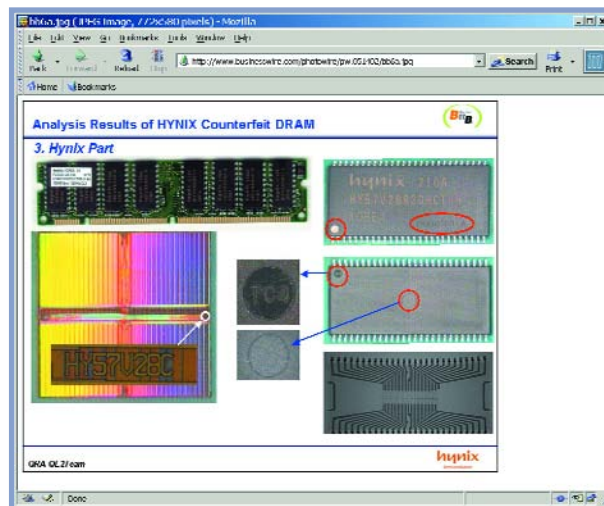 bb6a.jpg (JPEG Image, 772x580 pixels) - Mozilla
File Edit View Go Bookmarks Tools Window Help
Back Forward Reload Stop http://www.businesswire.com/photowire/pw.051402/bb6a.jpg Search Print
Home Bookmarks
Analysis Results of HYNIX Counterfeit DRAM
3. Hynix Part
hynix
KOREA
HY57V28C
QRA QL2Team
hynix
Done